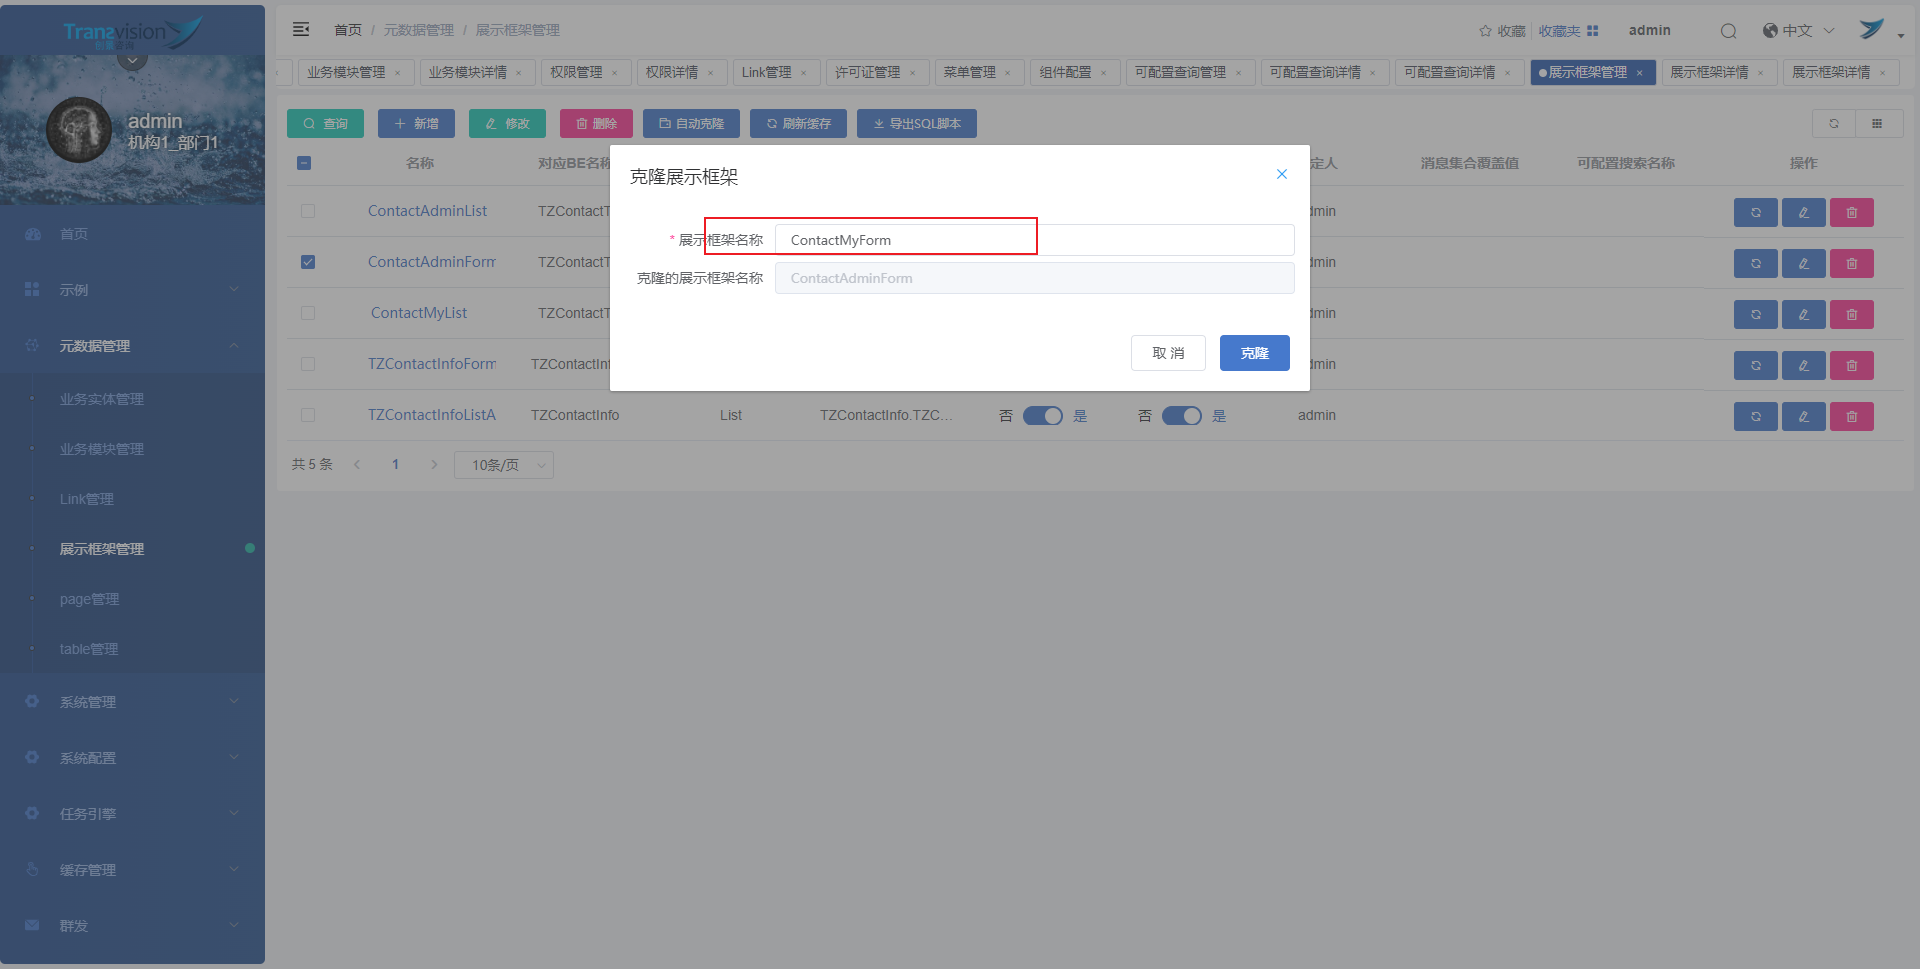 Tranzvision
创景咨询
首页 / 元数据管理 / 展示框架管理
收藏 收藏夹 admin 中文
业务模块管理 × 业务模块详情 × 权限管理 × 权限详情 × Link管理 × 许可证管理 × 菜单管理 × 组件配置 × 可配置查询管理 × 可配置查询详情 × 可配置查询详情 × 展示框架管理 × 展示框架详情 × 展示框架详情 ×
admin
机构1_部门1
首页
示例
元数据管理
业务实体管理
业务模块管理
Link管理
展示框架管理
page管理
table管理
系统管理
系统配置
任务引擎
缓存管理
群发
查询 新增 修改 删除 自动克隆 刷新缓存 导出SQL脚本
名称 对应BE名称 定人 消息集合覆盖值 可配置搜索名称 操作
ContactAdminList TZContactT dmin
ContactAdminForm TZContactT dmin
ContactMyList TZContactT dmin
TZContactInfoForm TZContactInf dmin
TZContactInfoListA TZContactInfo List TZContactInfo.TZC... 否 是 否 是 admin
共 5 条 1 10条/页
克隆展示框架
* 展示框架名称 ContactMyForm
克隆的展示框架名称 ContactAdminForm
取 消 克隆